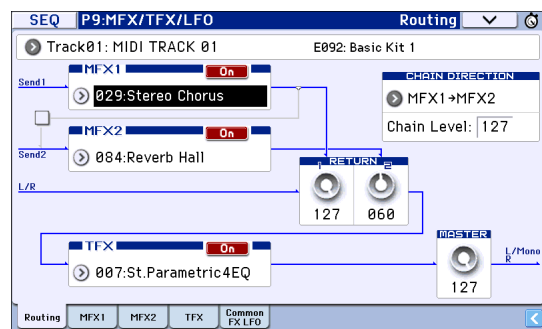 SEQ P9:MFX/TFX/LFO Routing
Track01: MIDI TRACK 01 E092: Basic Kit 1
MFX1 On
Send1
029:Stereo Chorus
CHAIN DIRECTION
MFX1→MFX2
Chain Level: 127
MFX2 On
Send2
084:Reverb Hall
L/R
RETURN
1 2
127 060
TFX On
007:St.Parametric4EQ
MASTER
127
L/Mono
R
Routing MFX1 MFX2 TFX Common FX LFO